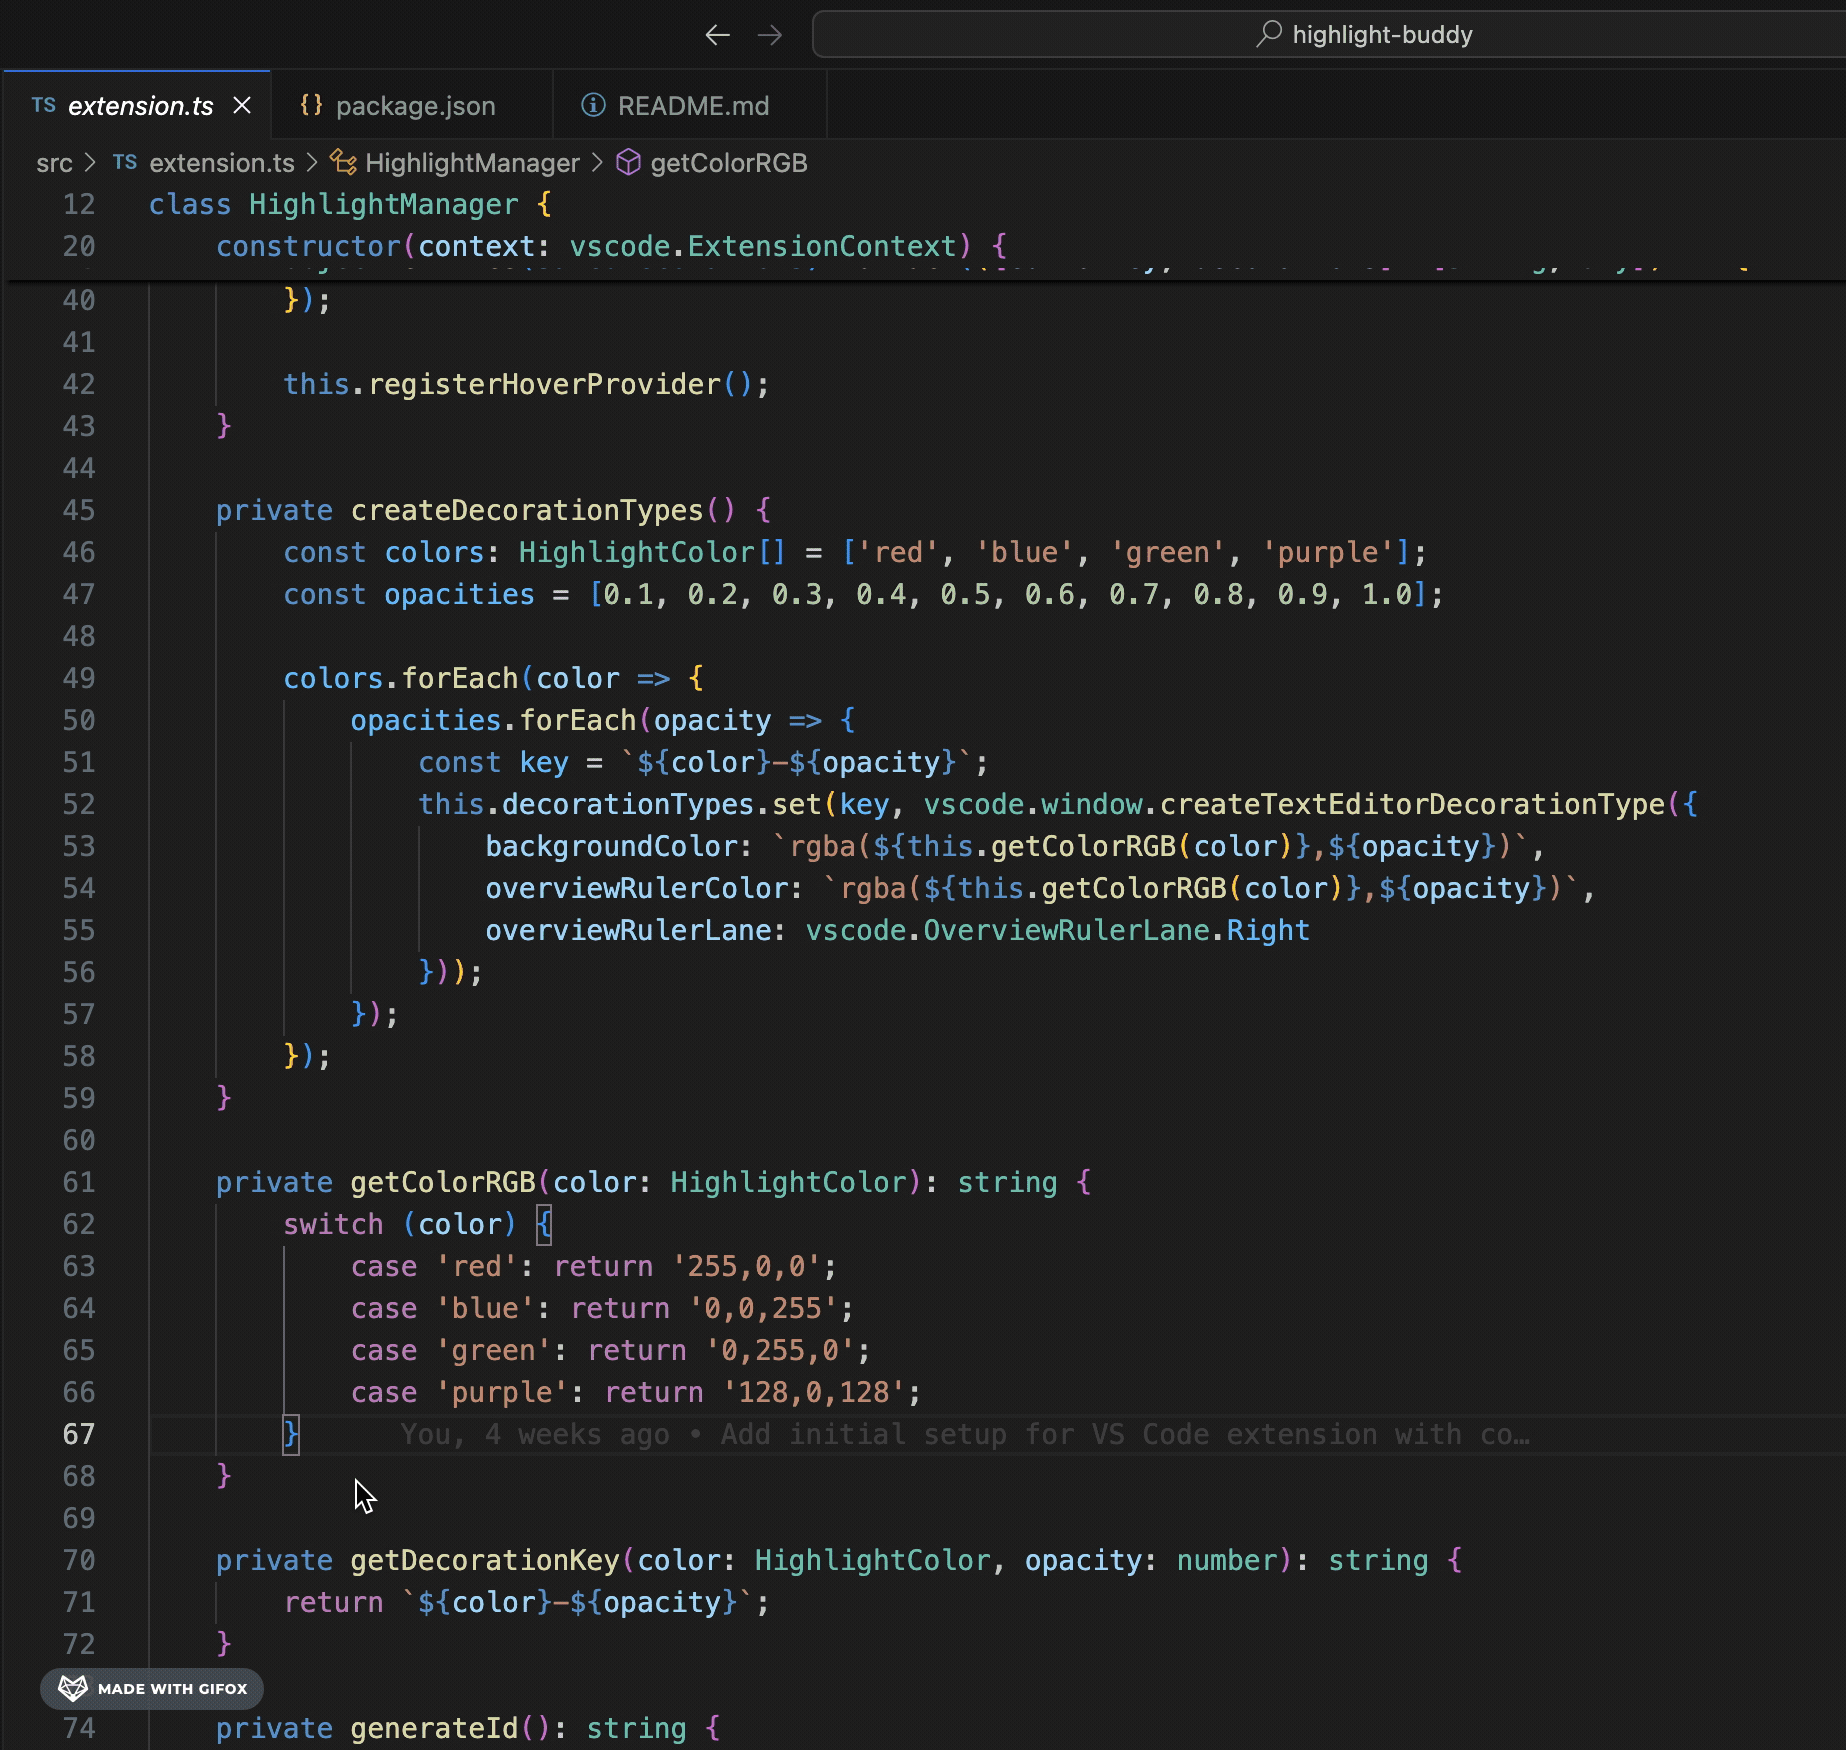 highlight-buddy
TS extension.ts
{} package.json
README.md
src > TS extension.ts > HighlightManager > getColorRGB
12 class HighlightManager {
20 constructor(context: vscode.ExtensionContext) {
40 });
41
42 this.registerHoverProvider();
43 }
44
45 private createDecorationTypes() {
46 const colors: HighlightColor[] = ['red', 'blue', 'green', 'purple'];
47 const opacities = [0.1, 0.2, 0.3, 0.4, 0.5, 0.6, 0.7, 0.8, 0.9, 1.0];
48
49 colors.forEach(color => {
50 opacities.forEach(opacity => {
51 const key = `${color}-${opacity}`;
52 this.decorationTypes.set(key, vscode.window.createTextEditorDecorationType({
53 backgroundColor: `rgba(${this.getColorRGB(color)},${opacity})`,
54 overviewRulerColor: `rgba(${this.getColorRGB(color)},${opacity})`,
55 overviewRulerLane: vscode.OverviewRulerLane.Right
56 }));
57 });
58 });
59 }
60
61 private getColorRGB(color: HighlightColor): string {
62 switch (color) {
63 case 'red': return '255,0,0';
64 case 'blue': return '0,0,255';
65 case 'green': return '0,255,0';
66 case 'purple': return '128,0,128';
67 } You, 4 weeks ago • Add initial setup for VS Code extension with co…
68 }
69
70 private getDecorationKey(color: HighlightColor, opacity: number): string {
71 return `${color}-${opacity}`;
72 }
MADE WITH GIFOX
74 private generateId(): string {